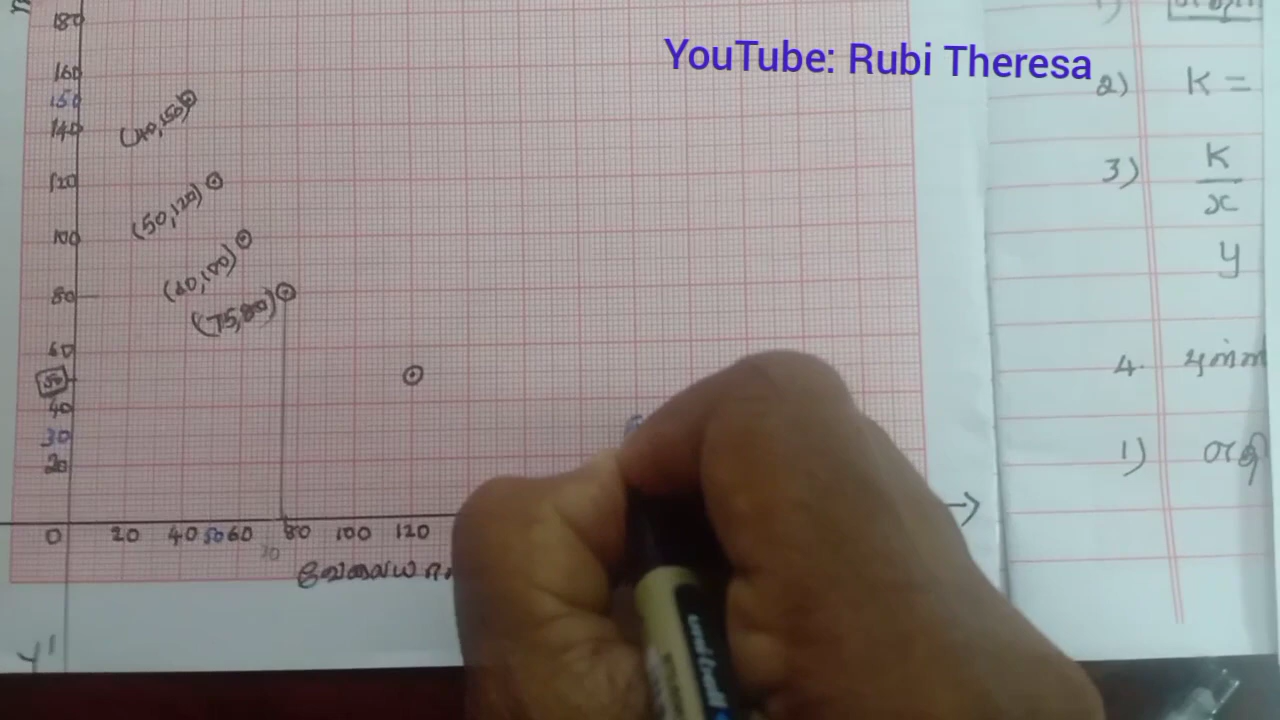 YouTube: Rubi Theresa
180
160
150
140
120
100
80
60
50
40
30
20
(40,150)
(50,120)
(40,100)
(75,80)
0 20 40 50 60 80 100 120
Y'
2) K =
3) K
x
y
4.
1)